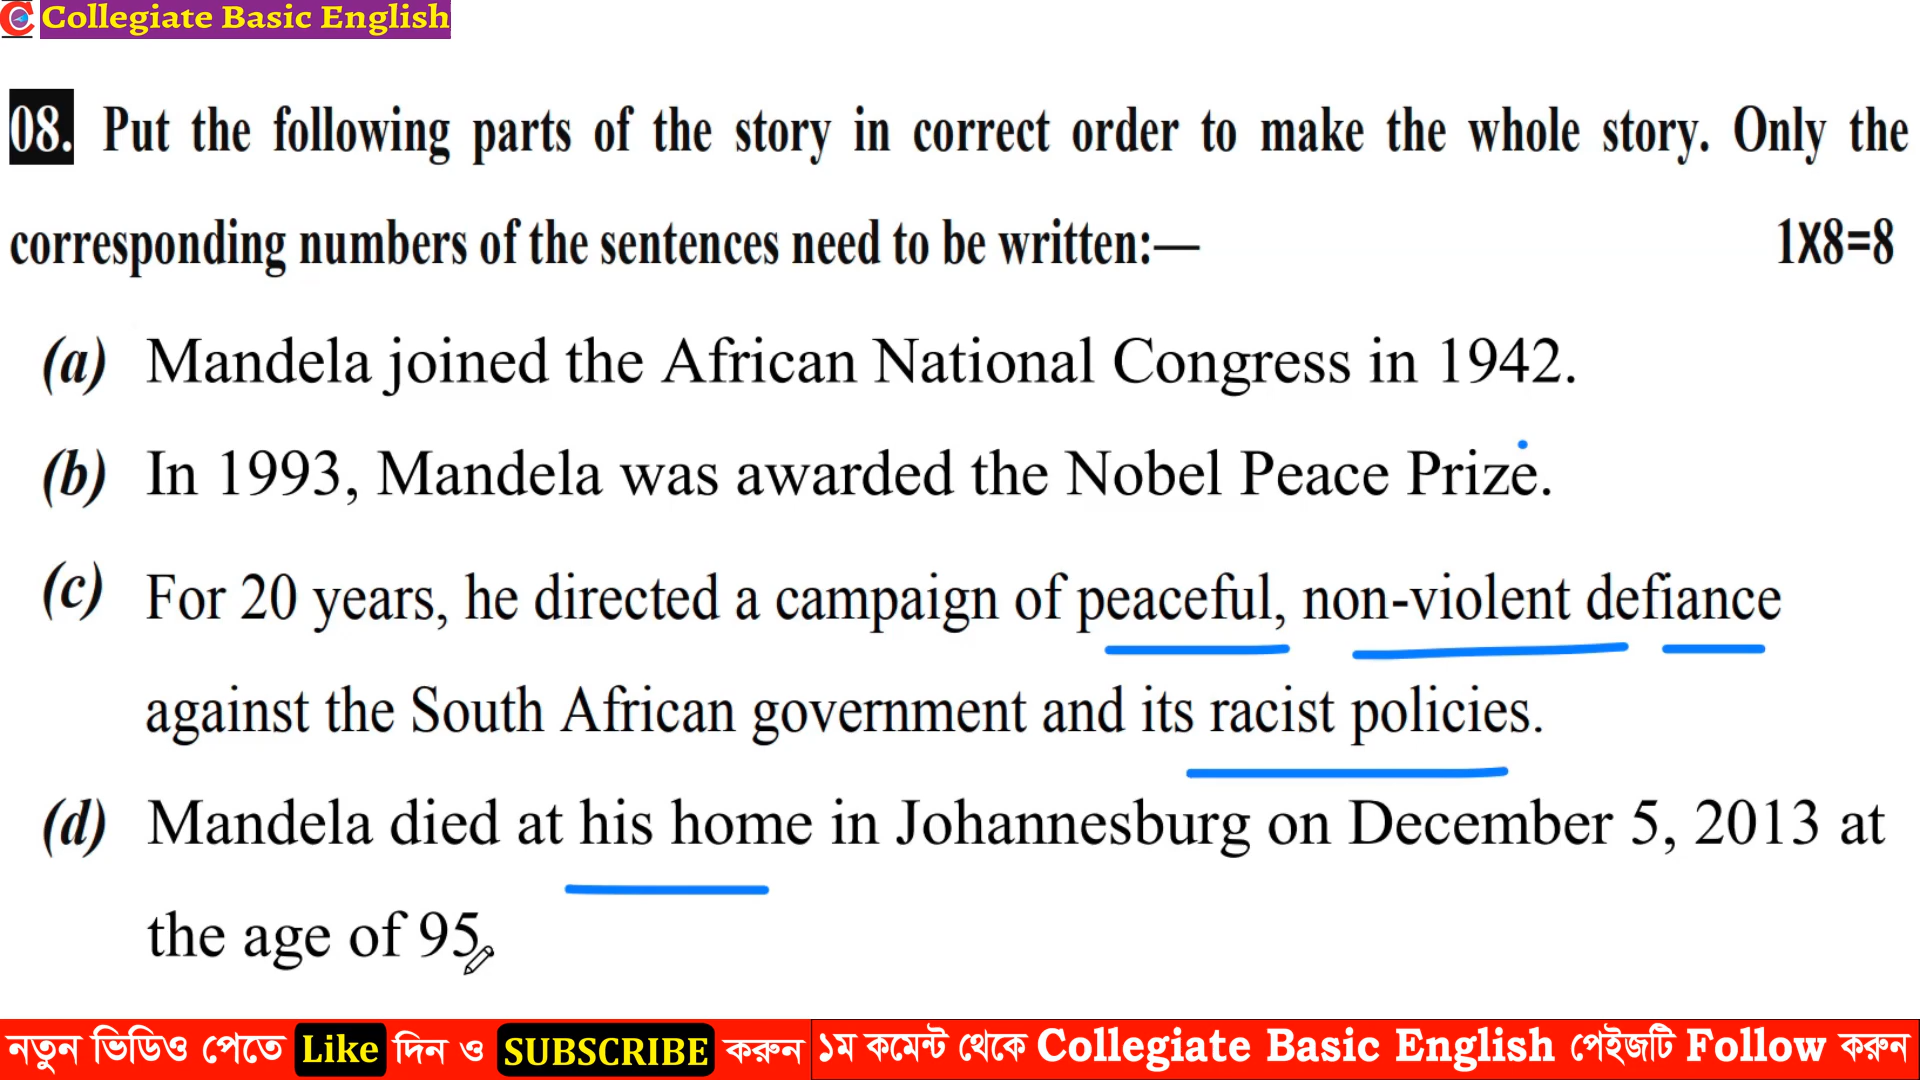 Collegiate Basic English
08. Put the following parts of the story in correct order to make the whole story. Only the
corresponding numbers of the sentences need to be written:— 1X8=8
(a) Mandela joined the African National Congress in 1942.
(b) In 1993, Mandela was awarded the Nobel Peace Prize.
(c) For 20 years, he directed a campaign of peaceful, non-violent defiance
against the South African government and its racist policies.
(d) Mandela died at his home in Johannesburg on December 5, 2013 at
the age of 95.
নতুন ভিডিও পেতে Like দিন ও SUBSCRIBE করুন ১ম কমেন্ট থেকে Collegiate Basic English পেইজটি Follow করুন